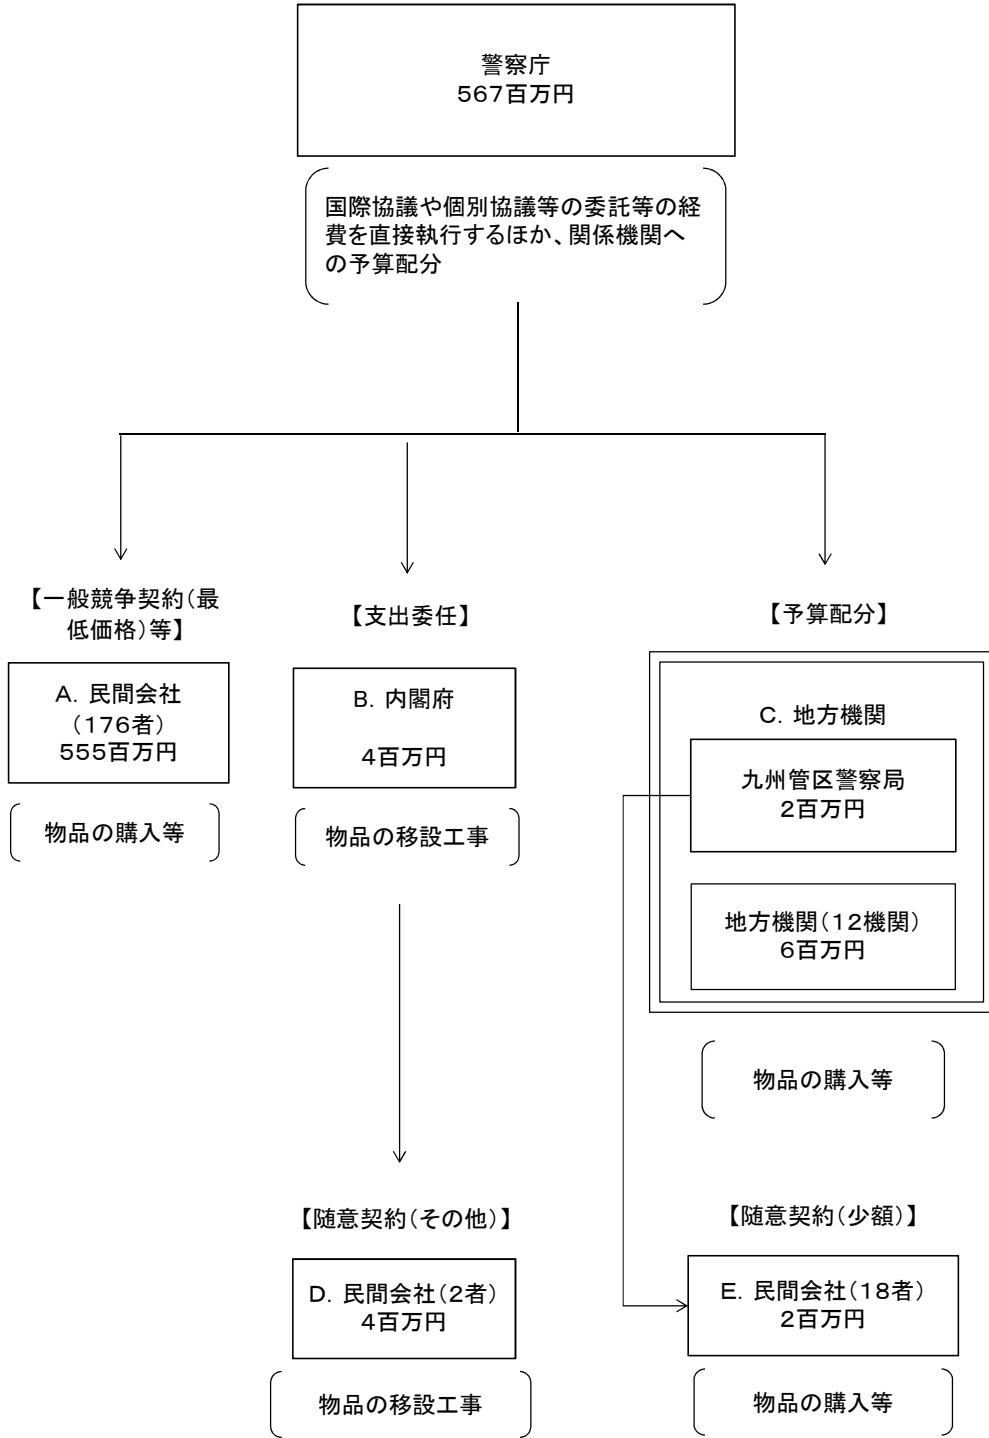 警察庁
567百万円
国際協議や個別協議等の委託等の経
費を直接執行するほか、関係機関へ
の予算配分
【一般競争契約(最
低価格)等】
A. 民間会社
(176者)
555百万円
物品の購入等
【支出委任】
B. 内閣府
4百万円
物品の移設工事
【予算配分】
C. 地方機関
九州管区警察局
2百万円
地方機関(12機関)
6百万円
物品の購入等
【随意契約(その他)】
D. 民間会社(2者)
4百万円
物品の移設工事
【随意契約(少額)】
E. 民間会社(18者)
2百万円
物品の購入等